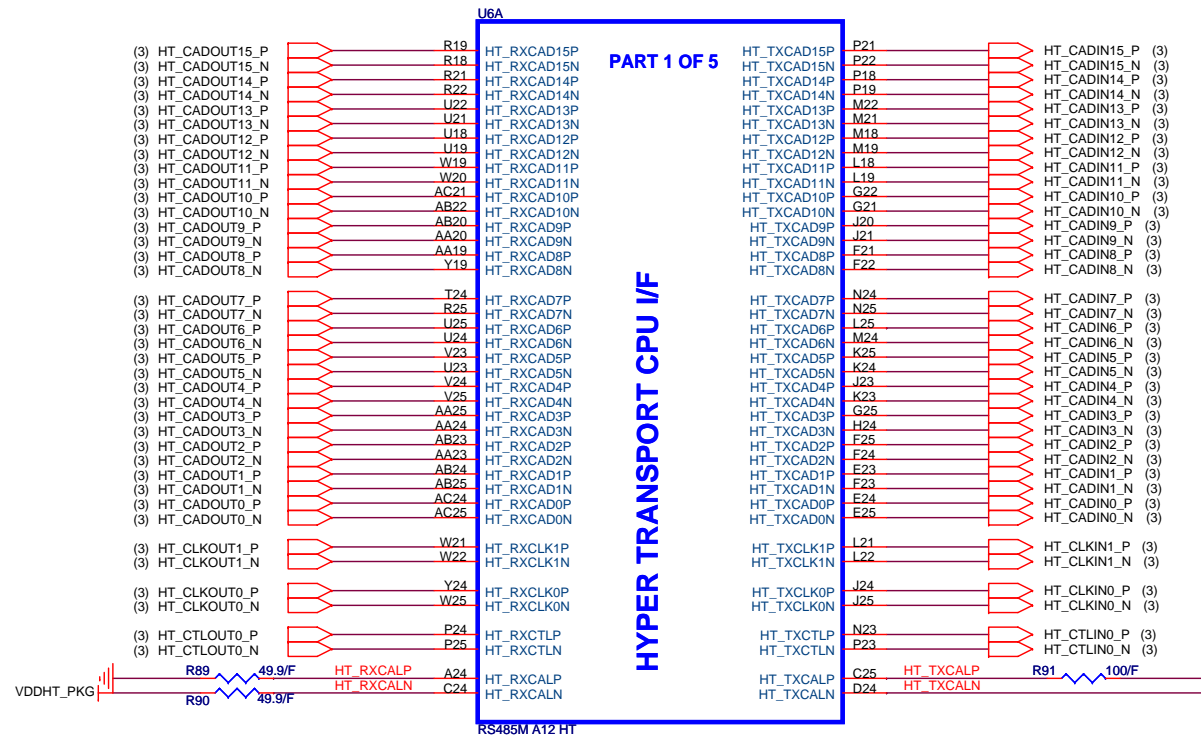 U6A
PART 1 OF 5
(3) HT_CADOUT15_P R19 HT_RXCAD15P HT_TXCAD15P P21 HT_CADIN15_P (3)
(3) HT_CADOUT15_N R18 HT_RXCAD15N HT_TXCAD15N P22 HT_CADIN15_N (3)
(3) HT_CADOUT14_P R21 HT_RXCAD14P HT_TXCAD14P P18 HT_CADIN14_P (3)
(3) HT_CADOUT14_N R22 HT_RXCAD14N HT_TXCAD14N P19 HT_CADIN14_N (3)
(3) HT_CADOUT13_P U22 HT_RXCAD13P HT_TXCAD13P M22 HT_CADIN13_P (3)
(3) HT_CADOUT13_N U21 HT_RXCAD13N HT_TXCAD13N M21 HT_CADIN13_N (3)
(3) HT_CADOUT12_P U18 HT_RXCAD12P HT_TXCAD12P M18 HT_CADIN12_P (3)
(3) HT_CADOUT12_N U19 HT_RXCAD12N HT_TXCAD12N M19 HT_CADIN12_N (3)
(3) HT_CADOUT11_P W19 HT_RXCAD11P HT_TXCAD11P L18 HT_CADIN11_P (3)
(3) HT_CADOUT11_N W20 HT_RXCAD11N HT_TXCAD11N L19 HT_CADIN11_N (3)
(3) HT_CADOUT10_P AC21 HT_RXCAD10P HT_TXCAD10P G22 HT_CADIN10_P (3)
(3) HT_CADOUT10_N AB22 HT_RXCAD10N HT_TXCAD10N G21 HT_CADIN10_N (3)
(3) HT_CADOUT9_P AB20 HT_RXCAD9P HT_TXCAD9P J20 HT_CADIN9_P (3)
(3) HT_CADOUT9_N AA20 HT_RXCAD9N HT_TXCAD9N J21 HT_CADIN9_N (3)
(3) HT_CADOUT8_P AA19 HT_RXCAD8P HT_TXCAD8P F21 HT_CADIN8_P (3)
(3) HT_CADOUT8_N Y19 HT_RXCAD8N HT_TXCAD8N F22 HT_CADIN8_N (3)
(3) HT_CADOUT7_P T24 HT_RXCAD7P HT_TXCAD7P N24 HT_CADIN7_P (3)
(3) HT_CADOUT7_N R25 HT_RXCAD7N HT_TXCAD7N N25 HT_CADIN7_N (3)
(3) HT_CADOUT6_P U25 HT_RXCAD6P HT_TXCAD6P L25 HT_CADIN6_P (3)
(3) HT_CADOUT6_N U24 HT_RXCAD6N HT_TXCAD6N M24 HT_CADIN6_N (3)
(3) HT_CADOUT5_P V23 HT_RXCAD5P HT_TXCAD5P K25 HT_CADIN5_P (3)
(3) HT_CADOUT5_N U23 HT_RXCAD5N HT_TXCAD5N K24 HT_CADIN5_N (3)
(3) HT_CADOUT4_P V24 HT_RXCAD4P HT_TXCAD4P J23 HT_CADIN4_P (3)
(3) HT_CADOUT4_N V25 HT_RXCAD4N HT_TXCAD4N K23 HT_CADIN4_N (3)
(3) HT_CADOUT3_P AA25 HT_RXCAD3P HT_TXCAD3P G25 HT_CADIN3_P (3)
(3) HT_CADOUT3_N AA24 HT_RXCAD3N HT_TXCAD3N H24 HT_CADIN3_N (3)
(3) HT_CADOUT2_P AB23 HT_RXCAD2P HT_TXCAD2P F25 HT_CADIN2_P (3)
(3) HT_CADOUT2_N AA23 HT_RXCAD2N HT_TXCAD2N F24 HT_CADIN2_N (3)
(3) HT_CADOUT1_P AB24 HT_RXCAD1P HT_TXCAD1P E23 HT_CADIN1_P (3)
(3) HT_CADOUT1_N AB25 HT_RXCAD1N HT_TXCAD1N F23 HT_CADIN1_N (3)
(3) HT_CADOUT0_P AC24 HT_RXCAD0P HT_TXCAD0P E24 HT_CADIN0_P (3)
(3) HT_CADOUT0_N AC25 HT_RXCAD0N HT_TXCAD0N E25 HT_CADIN0_N (3)
HYPER TRANSPORT CPU I/F
(3) HT_CLKOUT1_P W21 HT_RXCLK1P HT_TXCLK1P L21 HT_CLKIN1_P (3)
(3) HT_CLKOUT1_N W22 HT_RXCLK1N HT_TXCLK1N L22 HT_CLKIN1_N (3)
(3) HT_CLKOUT0_P Y24 HT_RXCLK0P HT_TXCLK0P J24 HT_CLKIN0_P (3)
(3) HT_CLKOUT0_N W25 HT_RXCLK0N HT_TXCLK0N J25 HT_CLKIN0_N (3)
(3) HT_CTLOUT0_P P24 HT_RXCTLP HT_TXCTLP N23 HT_CTLIN0_P (3)
(3) HT_CTLOUT0_N P25 HT_RXCTLN HT_TXCTLN P23 HT_CTLIN0_N (3)
R89 49.9/F HT_RXCALP A24 HT_RXCALP HT_TXCALP C25 HT_TXCALP R91 100/F
VDDHT_PKG R90 49.9/F HT_RXCALN C24 HT_RXCALN HT_TXCALN D24 HT_TXCALN
RS485M A12 HT